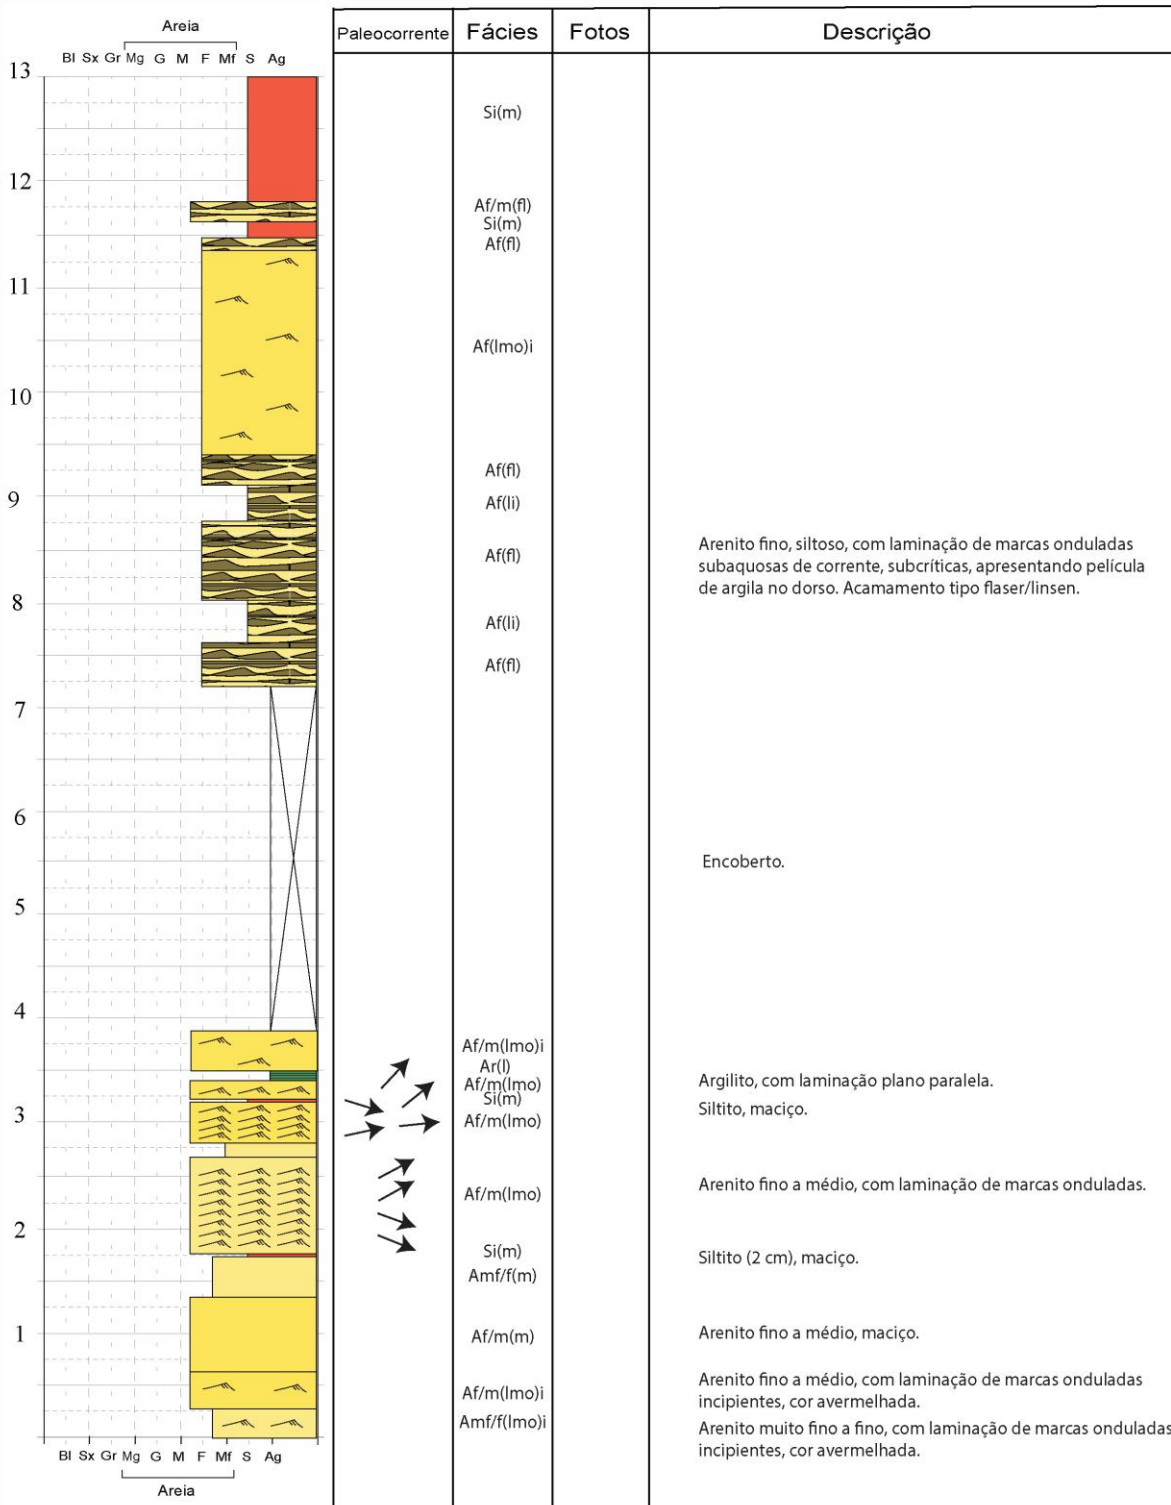 Areia
Bl Sx Gr Mg G M F Mf S Ag
Paleocorrente Fácies Fotos Descrição
13
Si(m)
12
Af/m(fl)
Si(m)
Af(fl)
11
Af(lmo)i
10
Af(fl)
9
Af(li)
Af(fl)
Arenito fino, siltoso, com laminação de marcas onduladas
subaquosas de corrente, subcríticas, apresentando película
de argila no dorso. Acamamento tipo flaser/linsen.
8
Af(li)
Af(fl)
7
6
Encoberto.
5
4
Af/m(lmo)i
Ar(l)
Argilito, com laminação plano paralela.
Af/m(lmo)
Si(m)
Siltito, maciço.
3
Af/m(lmo)
Af/m(lmo)
Arenito fino a médio, com laminação de marcas onduladas.
2
Si(m)
Siltito (2 cm), maciço.
Amf/f(m)
1
Af/m(m)
Arenito fino a médio, maciço.
Af/m(lmo)i
Arenito fino a médio, com laminação de marcas onduladas
incipientes, cor avermelhada.
Amf/f(lmo)i
Arenito muito fino a fino, com laminação de marcas onduladas
incipientes, cor avermelhada.
Bl Sx Gr Mg G M F Mf S Ag
Areia